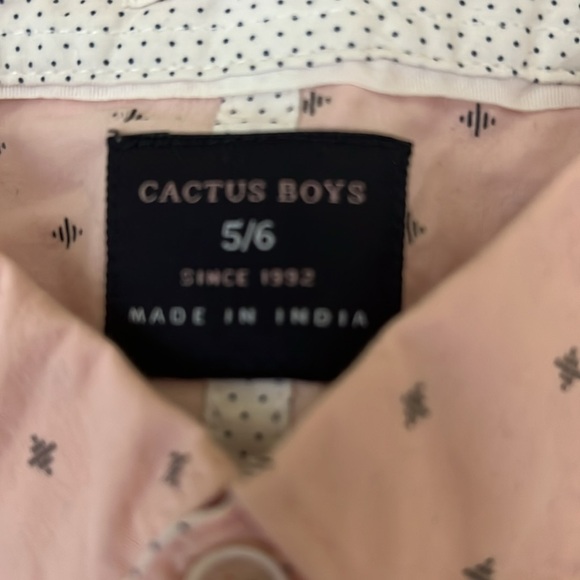 CACTUS BOYS
5/6
SINCE 1992
MADE IN INDIA